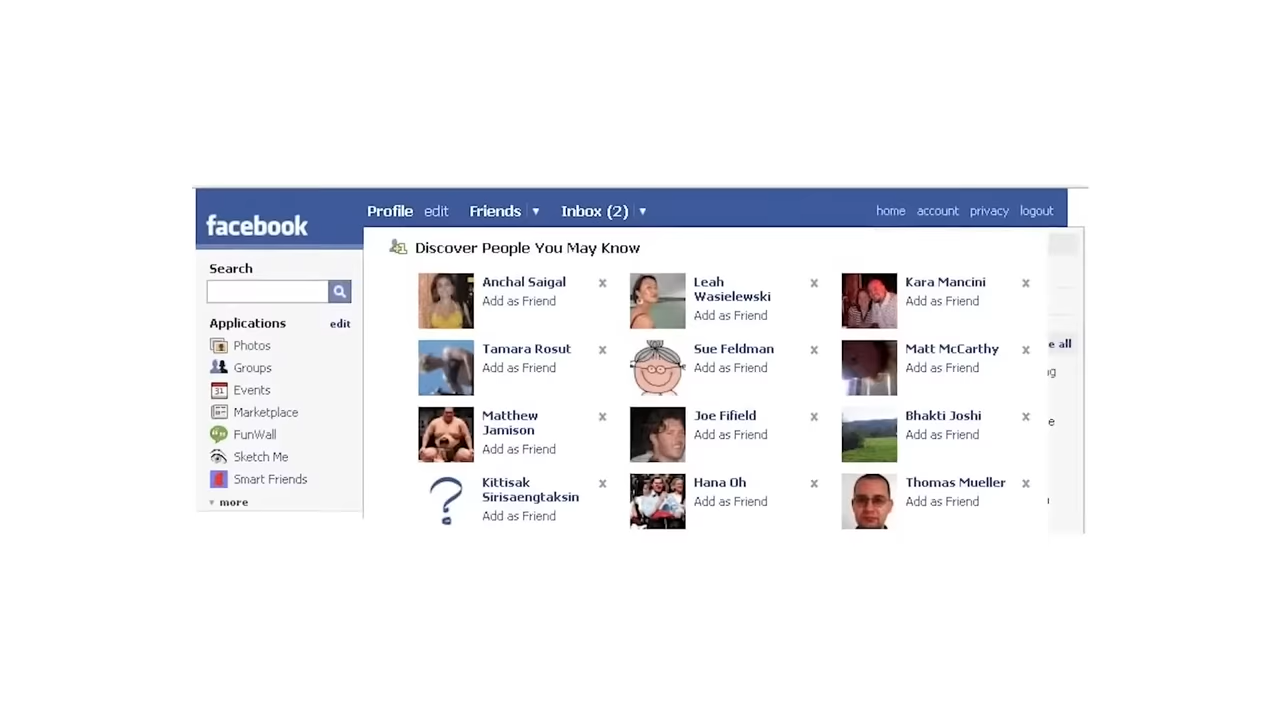 facebook
Profile edit Friends Inbox (2) home account privacy logout
Search
Applications edit
31 Photos
Groups
31 Events
Marketplace
FunWall
Sketch Me
Smart Friends
more
Discover People You May Know
Anchal Saigal x
Add as Friend
Leah
Wasielewski x
Add as Friend
Kara Mancini x
Add as Friend
Tamara Rosut x
Add as Friend
Sue Feldman x
Add as Friend
Matt McCarthy x
Add as Friend
Matthew
Jamison x
Add as Friend
Joe Fifield x
Add as Friend
Bhakti Joshi x
Add as Friend
?
Kittisak
Sirisaengtaksin x
Add as Friend
Hana Oh x
Add as Friend
Thomas Mueller x
Add as Friend
e all